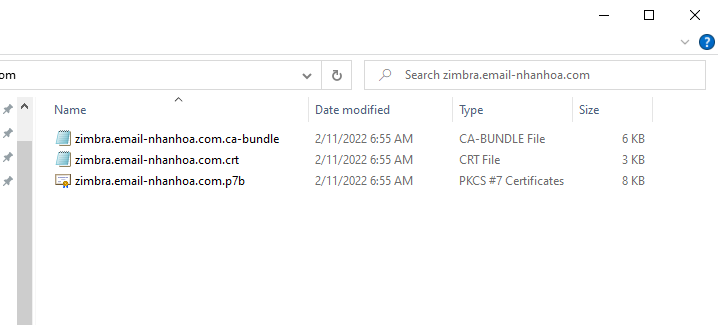 om
Search zimbra.email-nhanhoa.com
Name Date modified Type Size
zimbra.email-nhanhoa.com.ca-bundle 2/11/2022 6:55 AM CA-BUNDLE File 6 KB
zimbra.email-nhanhoa.com.crt 2/11/2022 6:55 AM CRT File 3 KB
zimbra.email-nhanhoa.com.p7b 2/11/2022 6:55 AM PKCS #7 Certificates 8 KB